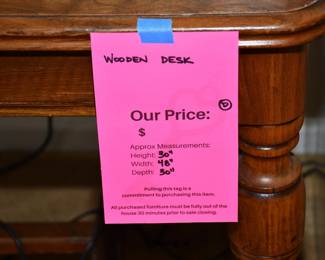 WOODEN DESK
Our Price:
$
Approx Measurements:
Height: 30"
Width: 48"
Depth: 30"
Pulling this tag is a
commitment to purchasing this item.
All purchased furniture must be fully out of the
house 30 minutes prior to sale closing.